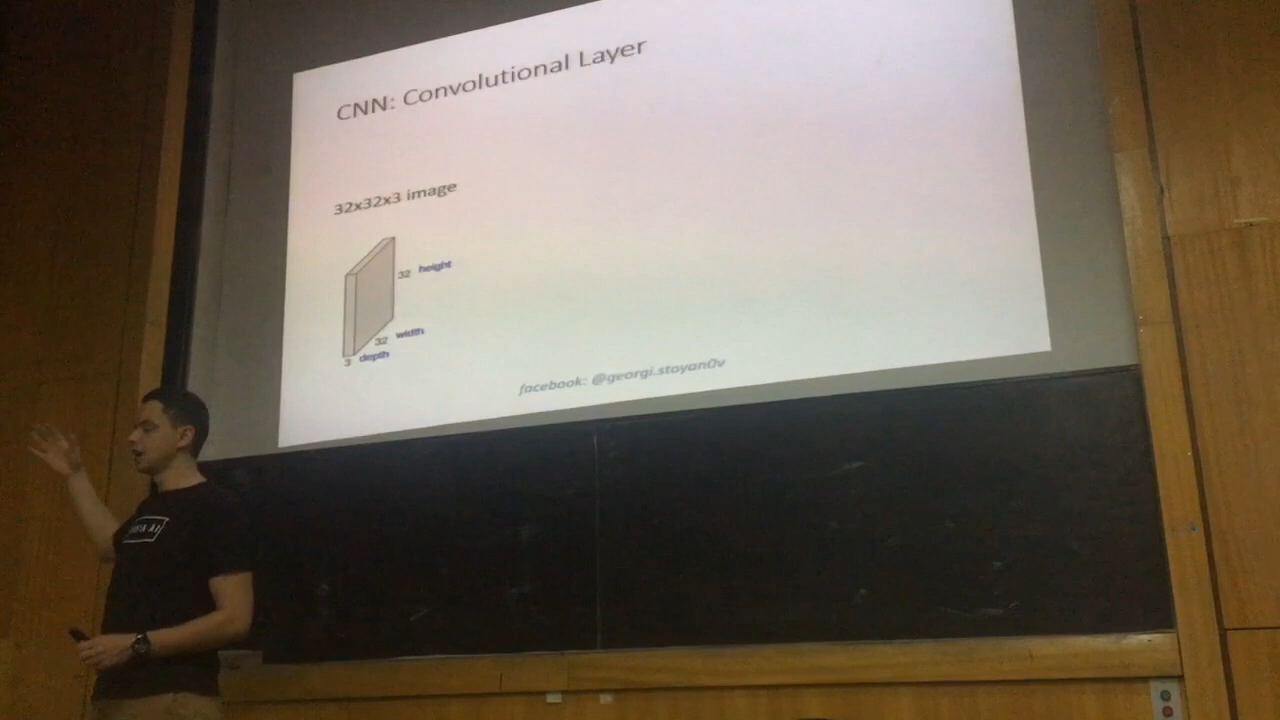 CNN: Convolutional Layer
32x32x3 image
32 height
32 width
3 depth
facebook: @georgi.stoyan0v